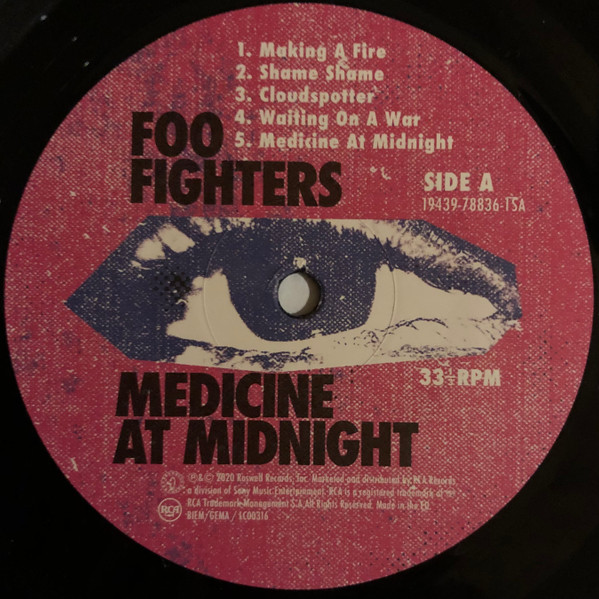 1. Making A Fire
2. Shame Shame
3. Cloudspotter
4. Waiting On A War
5. Medicine At Midnight
FOO
FIGHTERS
SIDE A
19439-78836-1SA
33 1/3 RPM
MEDICINE
AT MIDNIGHT
℗ & © 2020 Roswell Records, Inc. Marketed and distributed by RCA Records,
a division of Sony Music Entertainment. RCA is a registered trademark of
RCA Trademark Management S.A. All Rights Reserved. Made in the EU.
RCA
BIEM/GEMA / LC00316